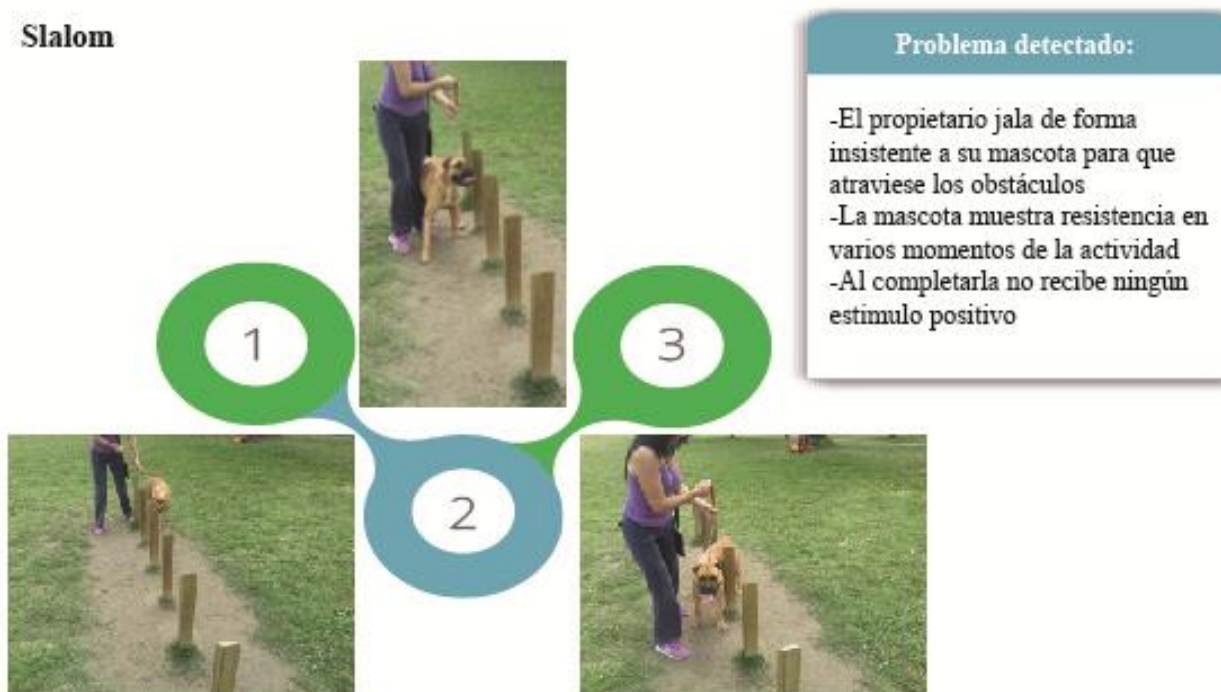 Slalom
Problema detectado:
-El propietario jala de forma
insistente a su mascota para que
atraviese los obstáculos
-La mascota muestra resistencia en
varios momentos de la actividad
-Al completarla no recibe ningún
estimulo positivo
1
2
3